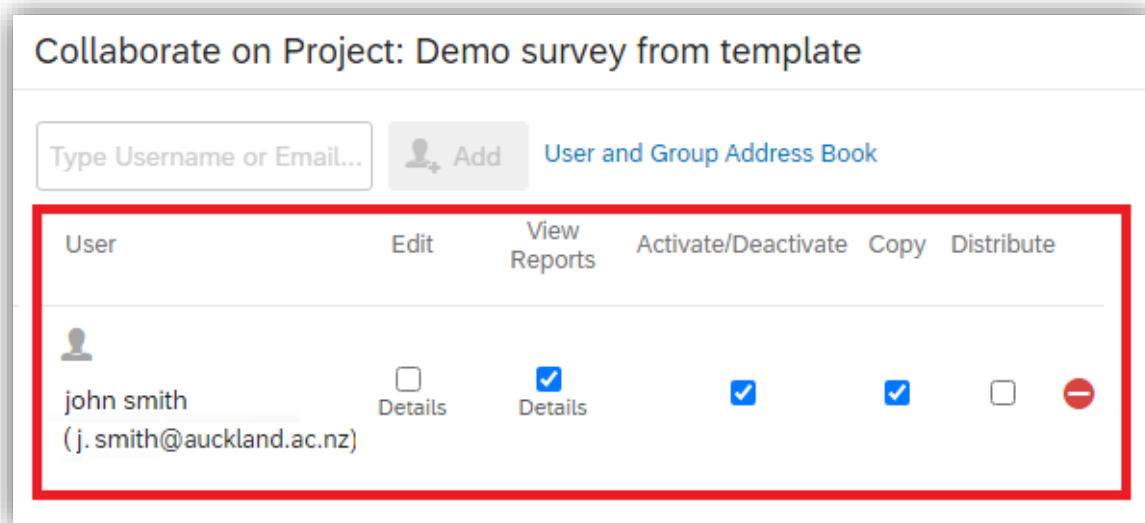 Collaborate on Project: Demo survey from template
Type Username or Email... Add User and Group Address Book
User Edit View Reports Activate/Deactivate Copy Distribute
Details Details
john smith
(j. smith@auckland.ac.nz)